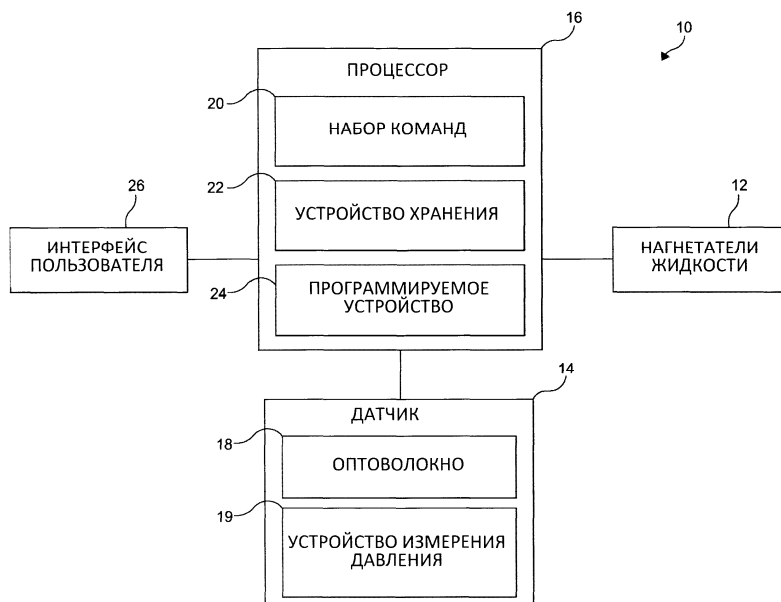 16
10
ПРОЦЕССОР
20
НАБОР КОМАНД
26
22
12
УСТРОЙСТВО ХРАНЕНИЯ
ИНТЕРФЕЙС
ПОЛЬЗОВАТЕЛЯ
НАГНЕТАТЕЛИ
ЖИДКОСТИ
24
ПРОГРАММИРУЕМОЕ
УСТРОЙСТВО
14
ДАТЧИК
18
ОПТОВОЛОКНО
19
УСТРОЙСТВО ИЗМЕРЕНИЯ
ДАВЛЕНИЯ